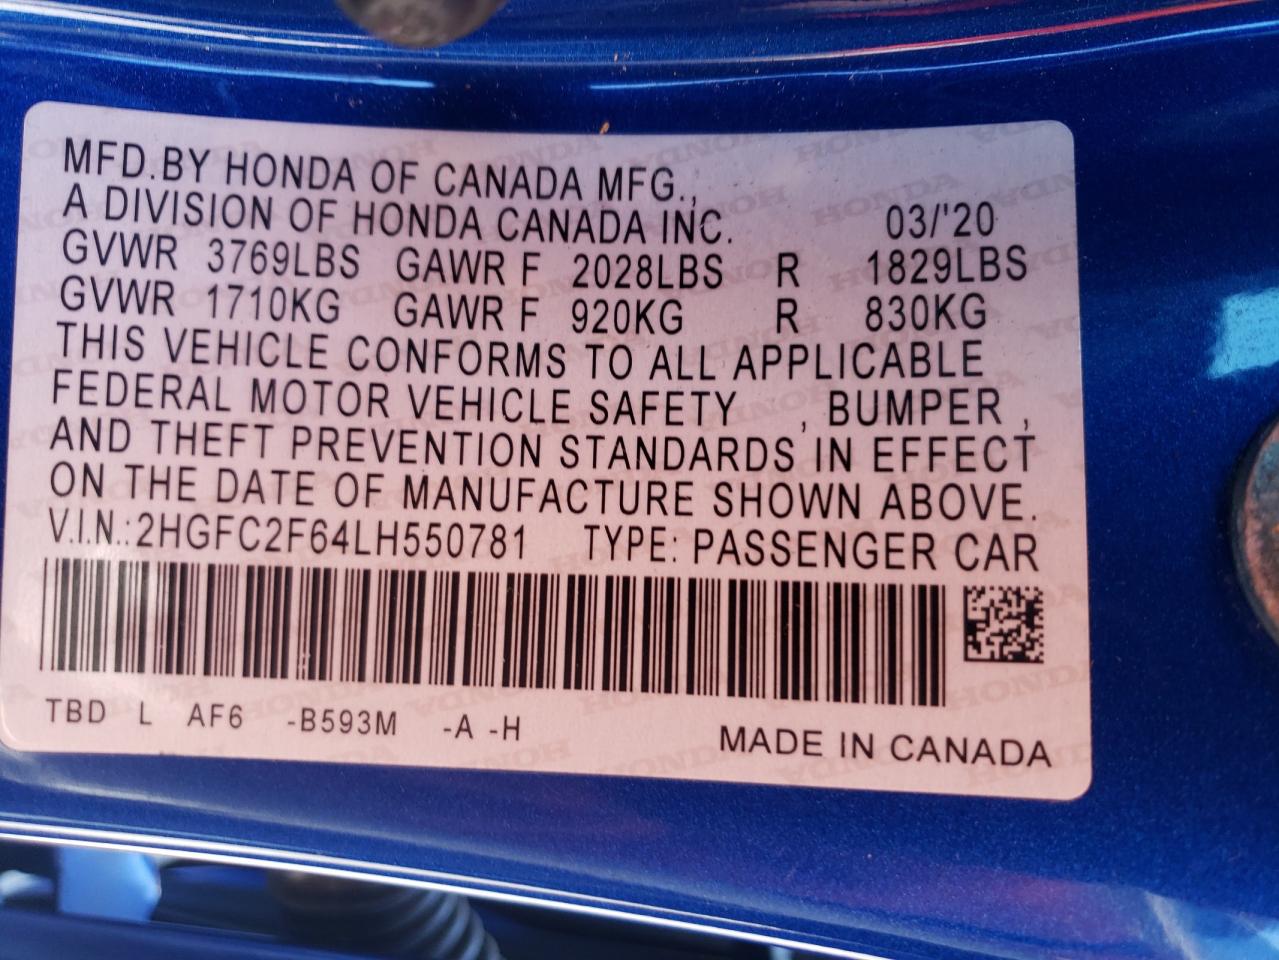 MFD.BY HONDA OF CANADA MFG.,
A DIVISION OF HONDA CANADA INC. 03/'20
GVWR 3769LBS GAWR F 2028LBS R 1829LBS
GVWR 1710KG GAWR F 920KG R 830KG
THIS VEHICLE CONFORMS TO ALL APPLICABLE
FEDERAL MOTOR VEHICLE SAFETY , BUMPER ,
AND THEFT PREVENTION STANDARDS IN EFFECT
ON THE DATE OF MANUFACTURE SHOWN ABOVE.
V.I.N.:2HGFC2F64LH550781 TYPE: PASSENGER CAR
TBD L AF6 -B593M -A -H MADE IN CANADA